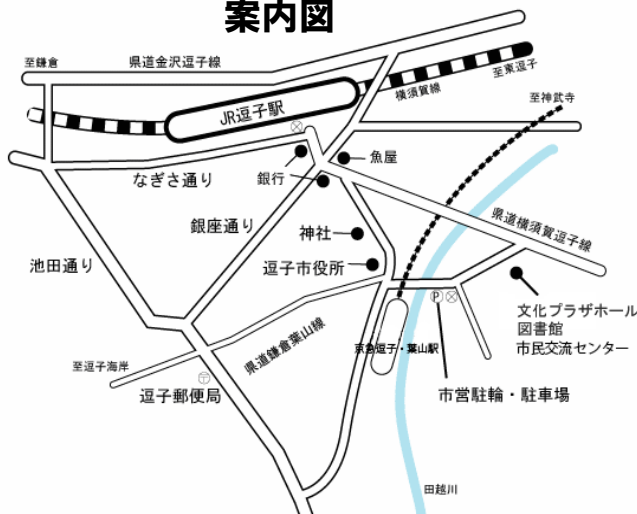 案内図
至鎌倉
県道金沢逗子線
至東逗子
横須賀線
JR逗子駅
至神武寺
魚屋
銀行
なぎさ通り
銀座通り
神社
県道横須賀逗子線
池田通り
逗子市役所
P
文化プラザホール
図書館
市民交流センター
県道鎌倉葉山線
京急逗子・葉山駅
至逗子海岸
〒
逗子郵便局
市営駐輪・駐車場
田越川